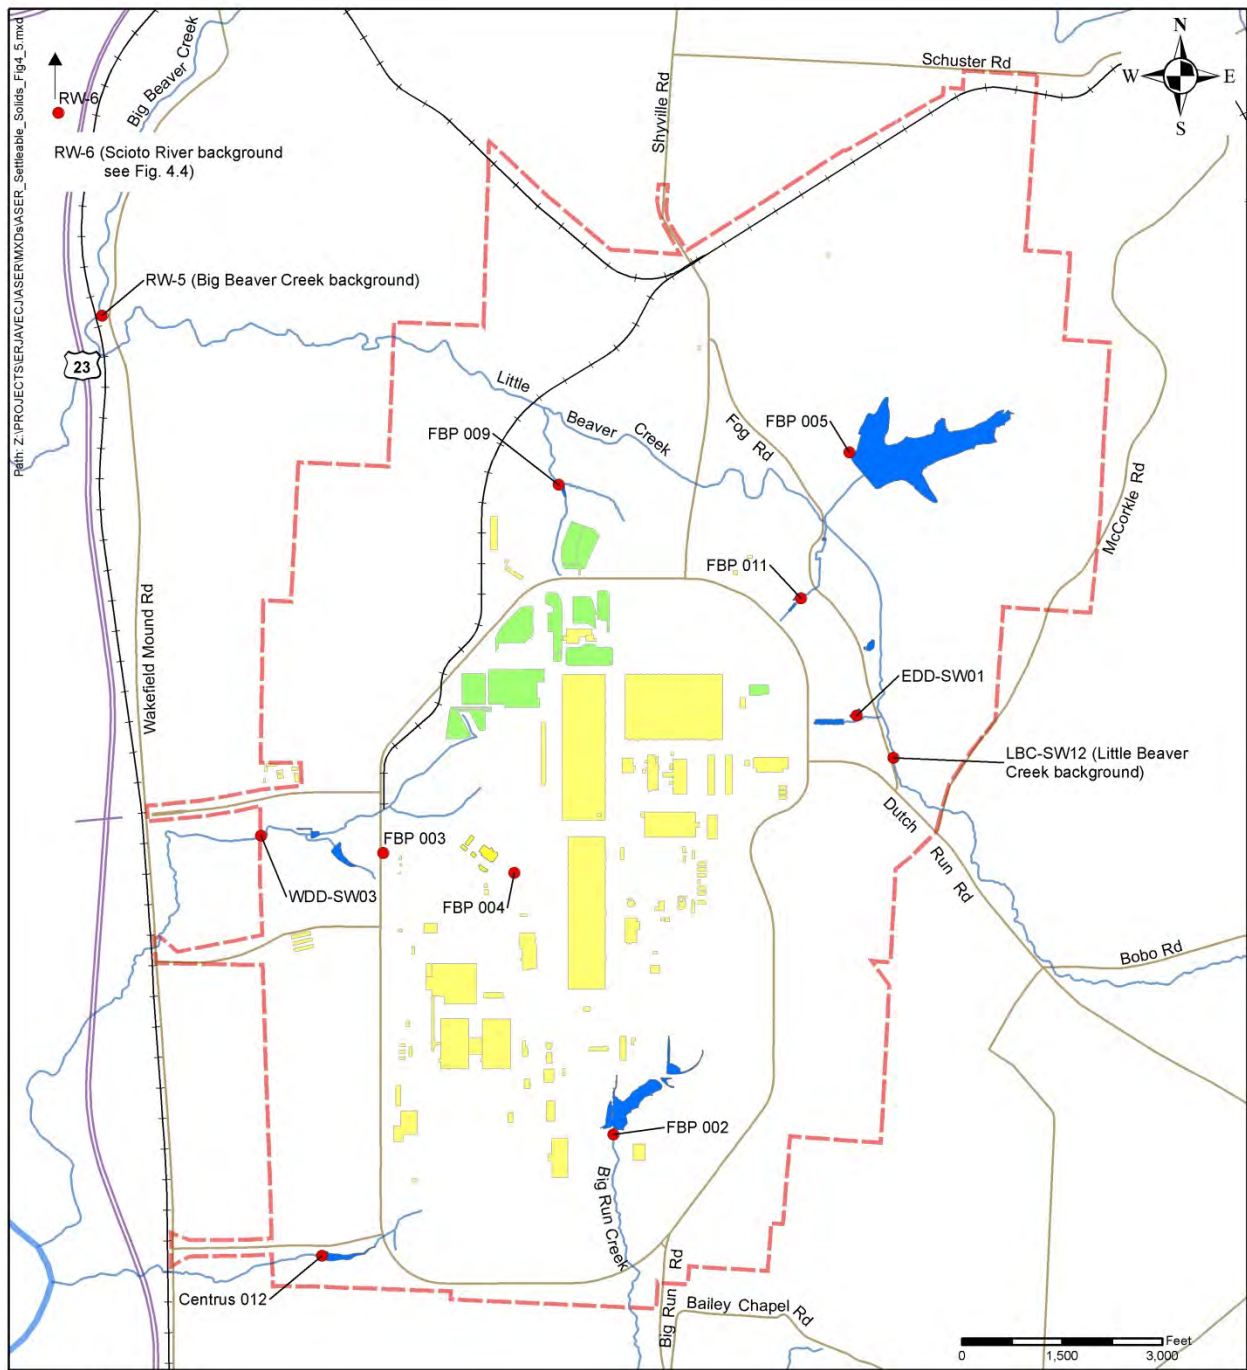 Path: Z:\PROJECTS\ERJAVECJ\ASER\MXDs\ASER_Settleable_Solids_Fig4_5.mxd
N
W
E
S
Schuster Rd
Shyville Rd
Big Beaver Creek
RW-6
RW-6 (Scioto River background
see Fig. 4.4)
RW-5 (Big Beaver Creek background)
23
Little
Beaver
Creek
FBP 009
Fog Rd
FBP 005
McCorkle Rd
FBP 011
Wakefield Mound Rd
EDD-SW01
LBC-SW12 (Little Beaver
Creek background)
Dutch
Run
Rd
FBP 003
WDD-SW03
FBP 004
Bobo Rd
FBP 002
Big Run Creek
Centrus 012
Big Run
Rd
Bailey Chapel Rd
Feet
0
1,500
3,000